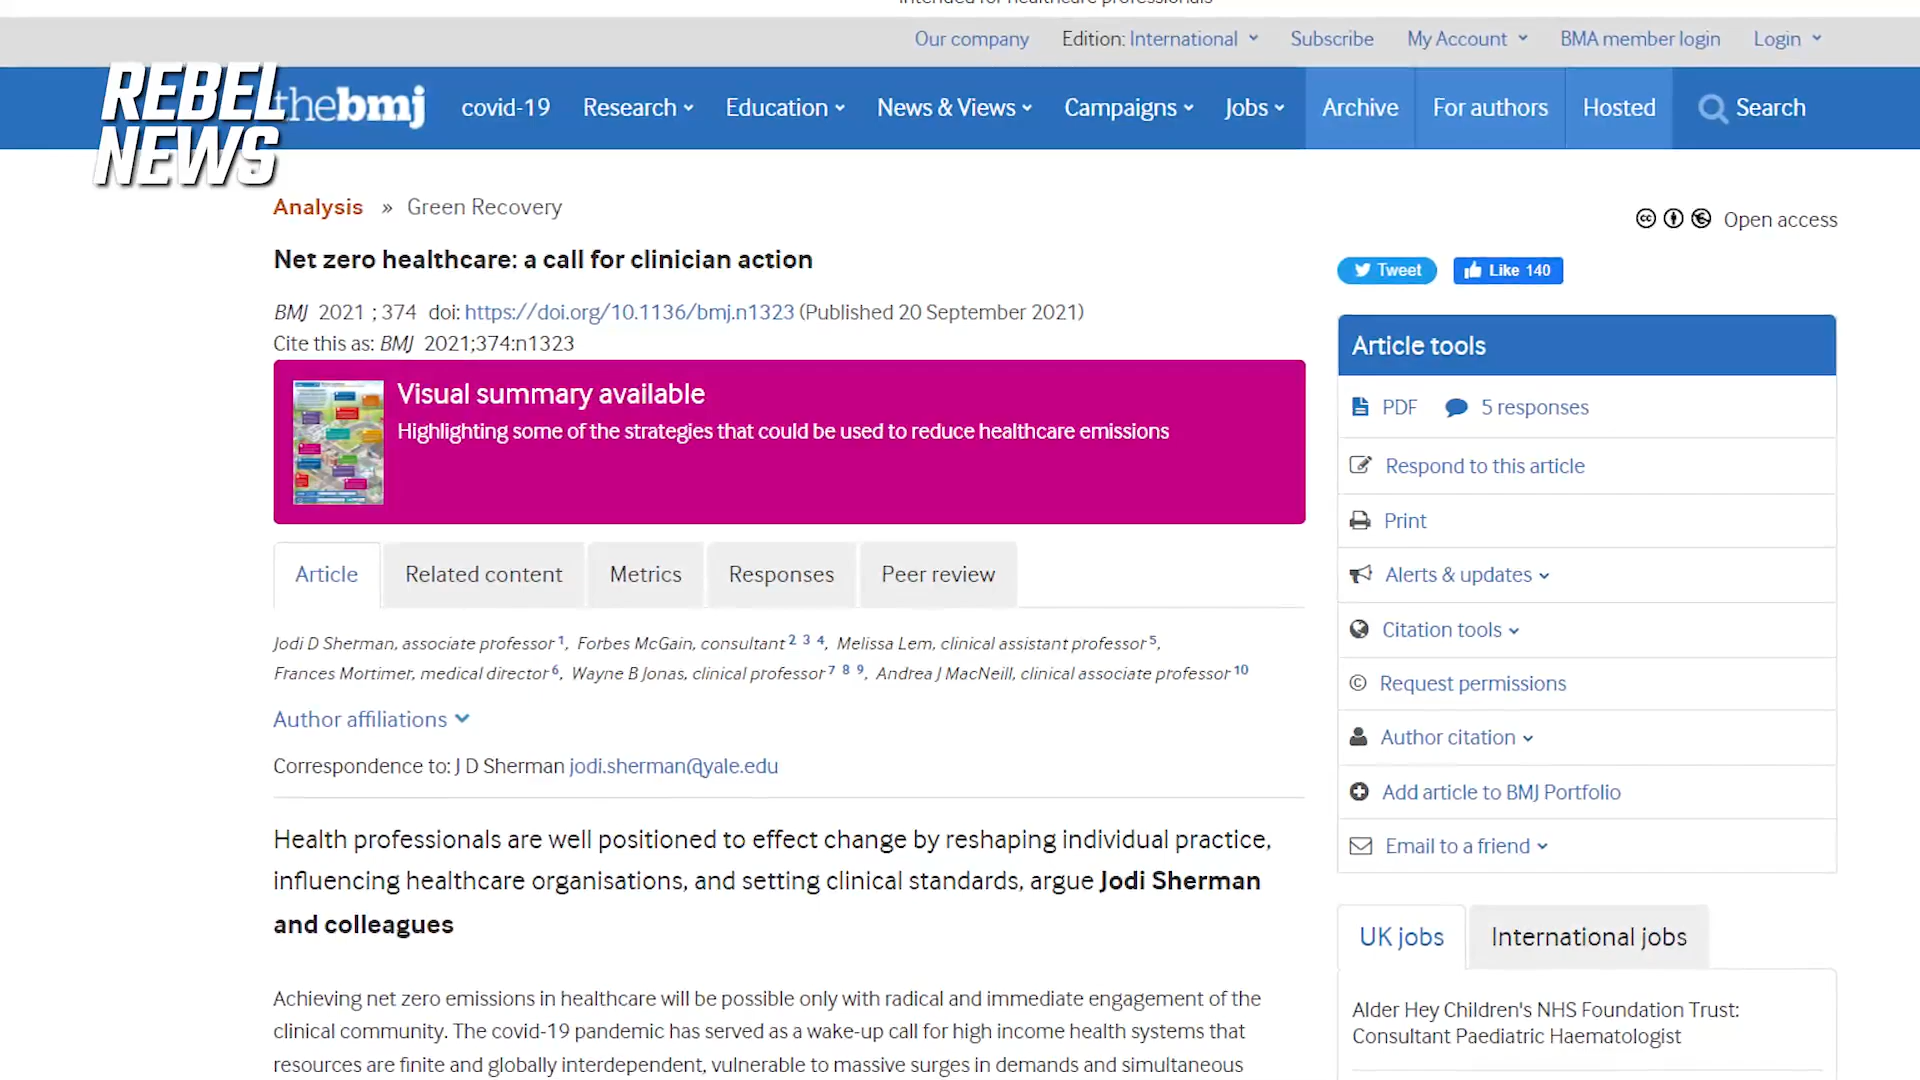 intended for healthcare professionals
Our company Edition: International Subscribe My Account BMA member login Login
REBEL NEWS
thebmj covid-19 Research Education News & Views Campaigns Jobs Archive For authors Hosted Search
Analysis » Green Recovery
Open access
Net zero healthcare: a call for clinician action
Tweet Like 140
BMJ 2021 ; 374 doi: https://doi.org/10.1136/bmj.n1323 (Published 20 September 2021)
Cite this as: BMJ 2021;374:n1323
Visual summary available
Highlighting some of the strategies that could be used to reduce healthcare emissions
Article Related content Metrics Responses Peer review
Jodi D Sherman, associate professor 1, Forbes McGain, consultant 2 3 4, Melissa Lem, clinical assistant professor 5,
Frances Mortimer, medical director 6, Wayne B Jonas, clinical professor 7 8 9, Andrea J MacNeill, clinical associate professor 10
Author affiliations
Correspondence to: J D Sherman jodi.sherman@yale.edu
Health professionals are well positioned to effect change by reshaping individual practice,
influencing healthcare organisations, and setting clinical standards, argue Jodi Sherman
and colleagues
Achieving net zero emissions in healthcare will be possible only with radical and immediate engagement of the
clinical community. The covid-19 pandemic has served as a wake-up call for high income health systems that
resources are finite and globally interdependent, vulnerable to massive surges in demands and simultaneous
Article tools
PDF 5 responses
Respond to this article
Print
Alerts & updates
Citation tools
© Request permissions
Author citation
Add article to BMJ Portfolio
Email to a friend
UK jobs International jobs
Alder Hey Children's NHS Foundation Trust:
Consultant Paediatric Haematologist